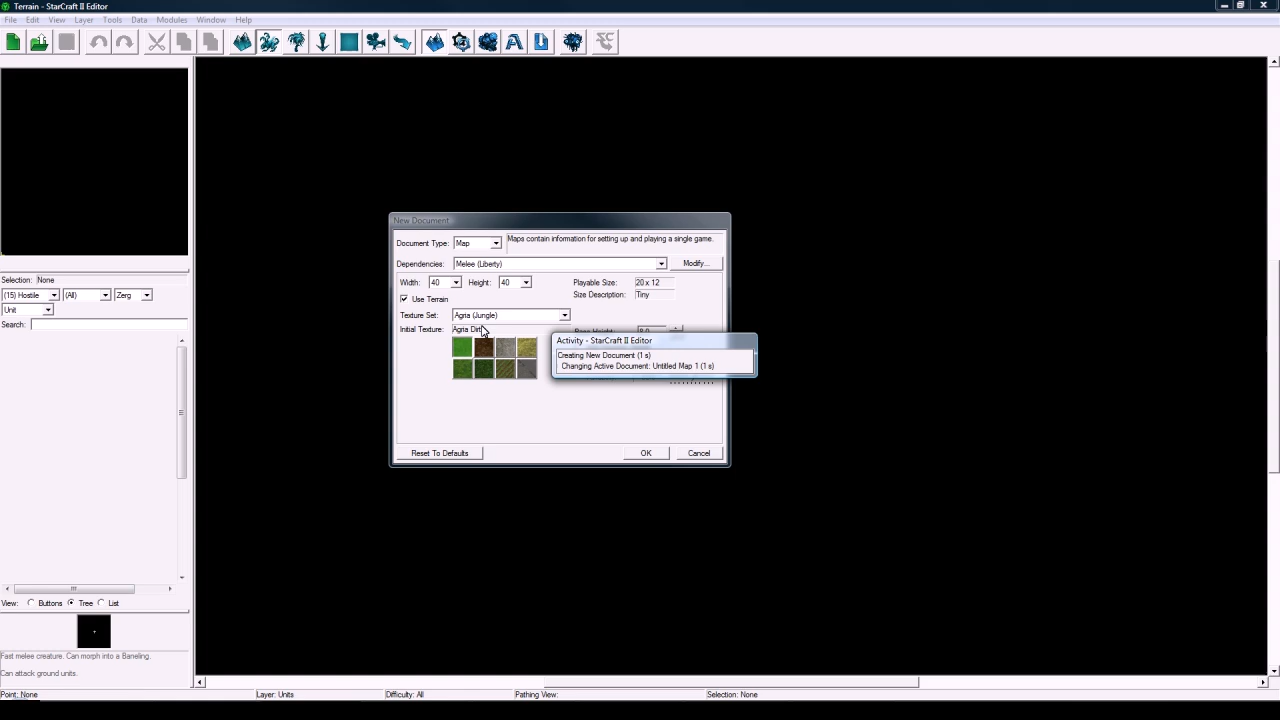 Terrain - StarCraft II Editor
File Edit View Layer Tools Data Modules Window Help
New Document
Document Type: Map Maps contain information for setting up and playing a single game.
Dependencies: Melee (Liberty) Modify...
Width: 40 Height: 40 Playable Size: 20 x 12
Size Description: Tiny
Use Terrain
Texture Set: Agria (Jungle)
Initial Texture: Agria Dirt
Activity - StarCraft II Editor
Creating New Document (1 s)
Changing Active Document: Untitled Map 1 (1 s)
Reset To Defaults OK Cancel
Selection: None
(15) Hostile (All) Zerg
Unit
Search:
View: Buttons Tree List
Fast melee creature. Can morph into a Baneling.
Can attack ground units.
Point: None Layer: Units Difficulty: All Pathing View: Selection: None